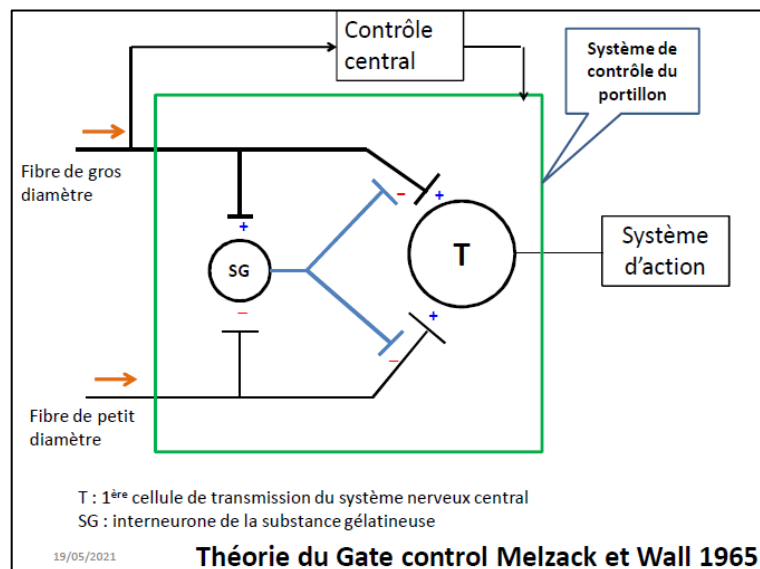 Contrôle
central
Système de
contrôle du
portillon
Fibre de gros
diamètre
+
-
+
SG
T
Système
d'action
-
+
-
Fibre de petit
diamètre
T : 1ère cellule de transmission du système nerveux central
SG : interneurone de la substance gélatineuse
19/05/2021
Théorie du Gate control Melzack et Wall 1965